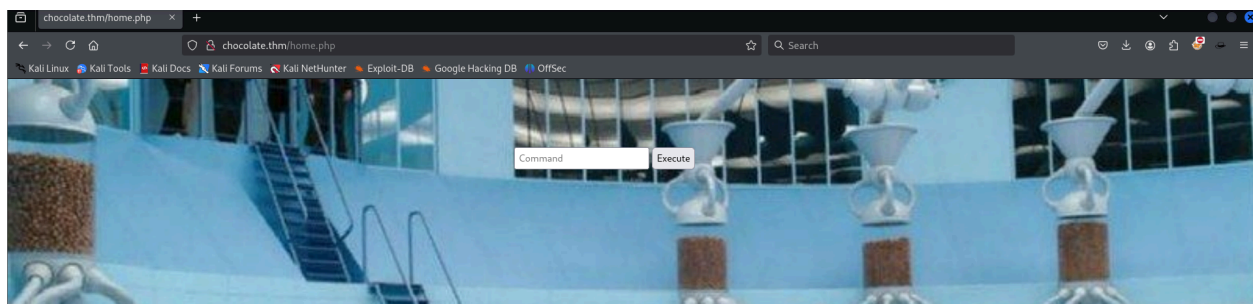 chocolate.thm/home.php
chocolate.thm/home.php
Search
Kali Linux Kali Tools Kali Docs Kali Forums Kali NetHunter Exploit-DB Google Hacking DB OffSec
Command Execute